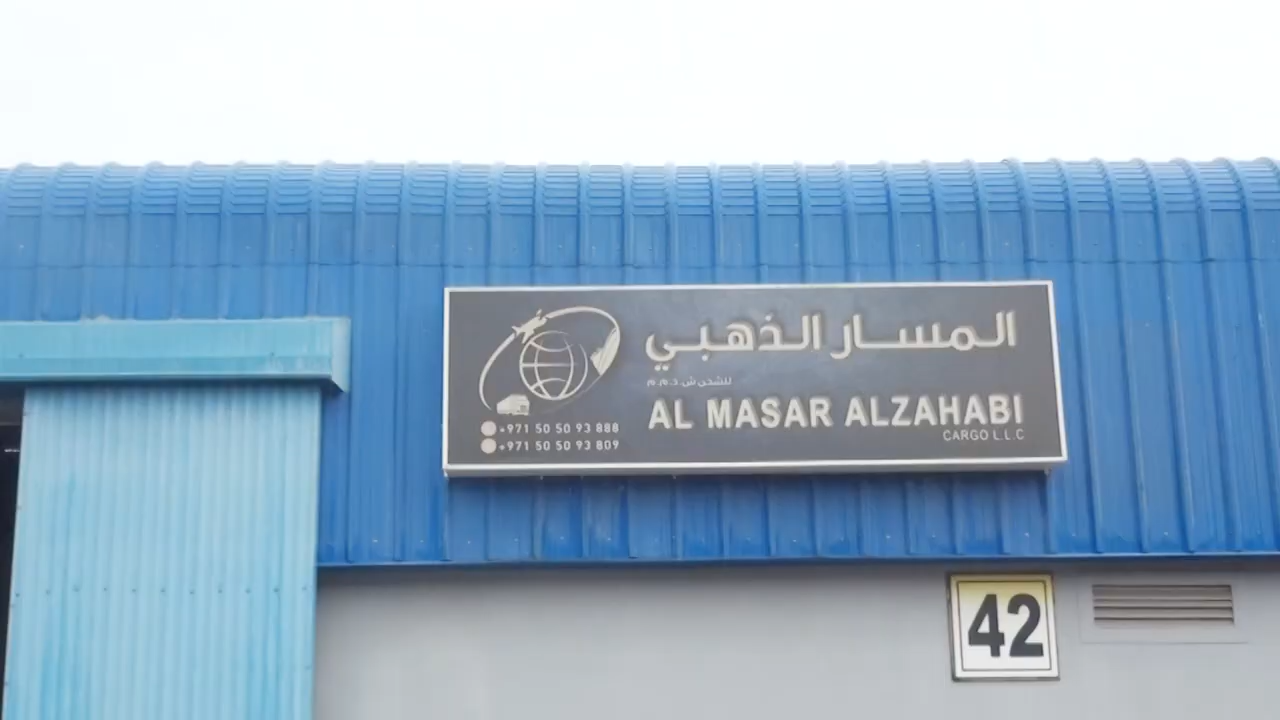 المسار الذهبي
للشحن ش.ذ.م.م
AL MASAR ALZAHABI
CARGO L.L.C
+971 50 50 93 888
+971 50 50 93 809
42